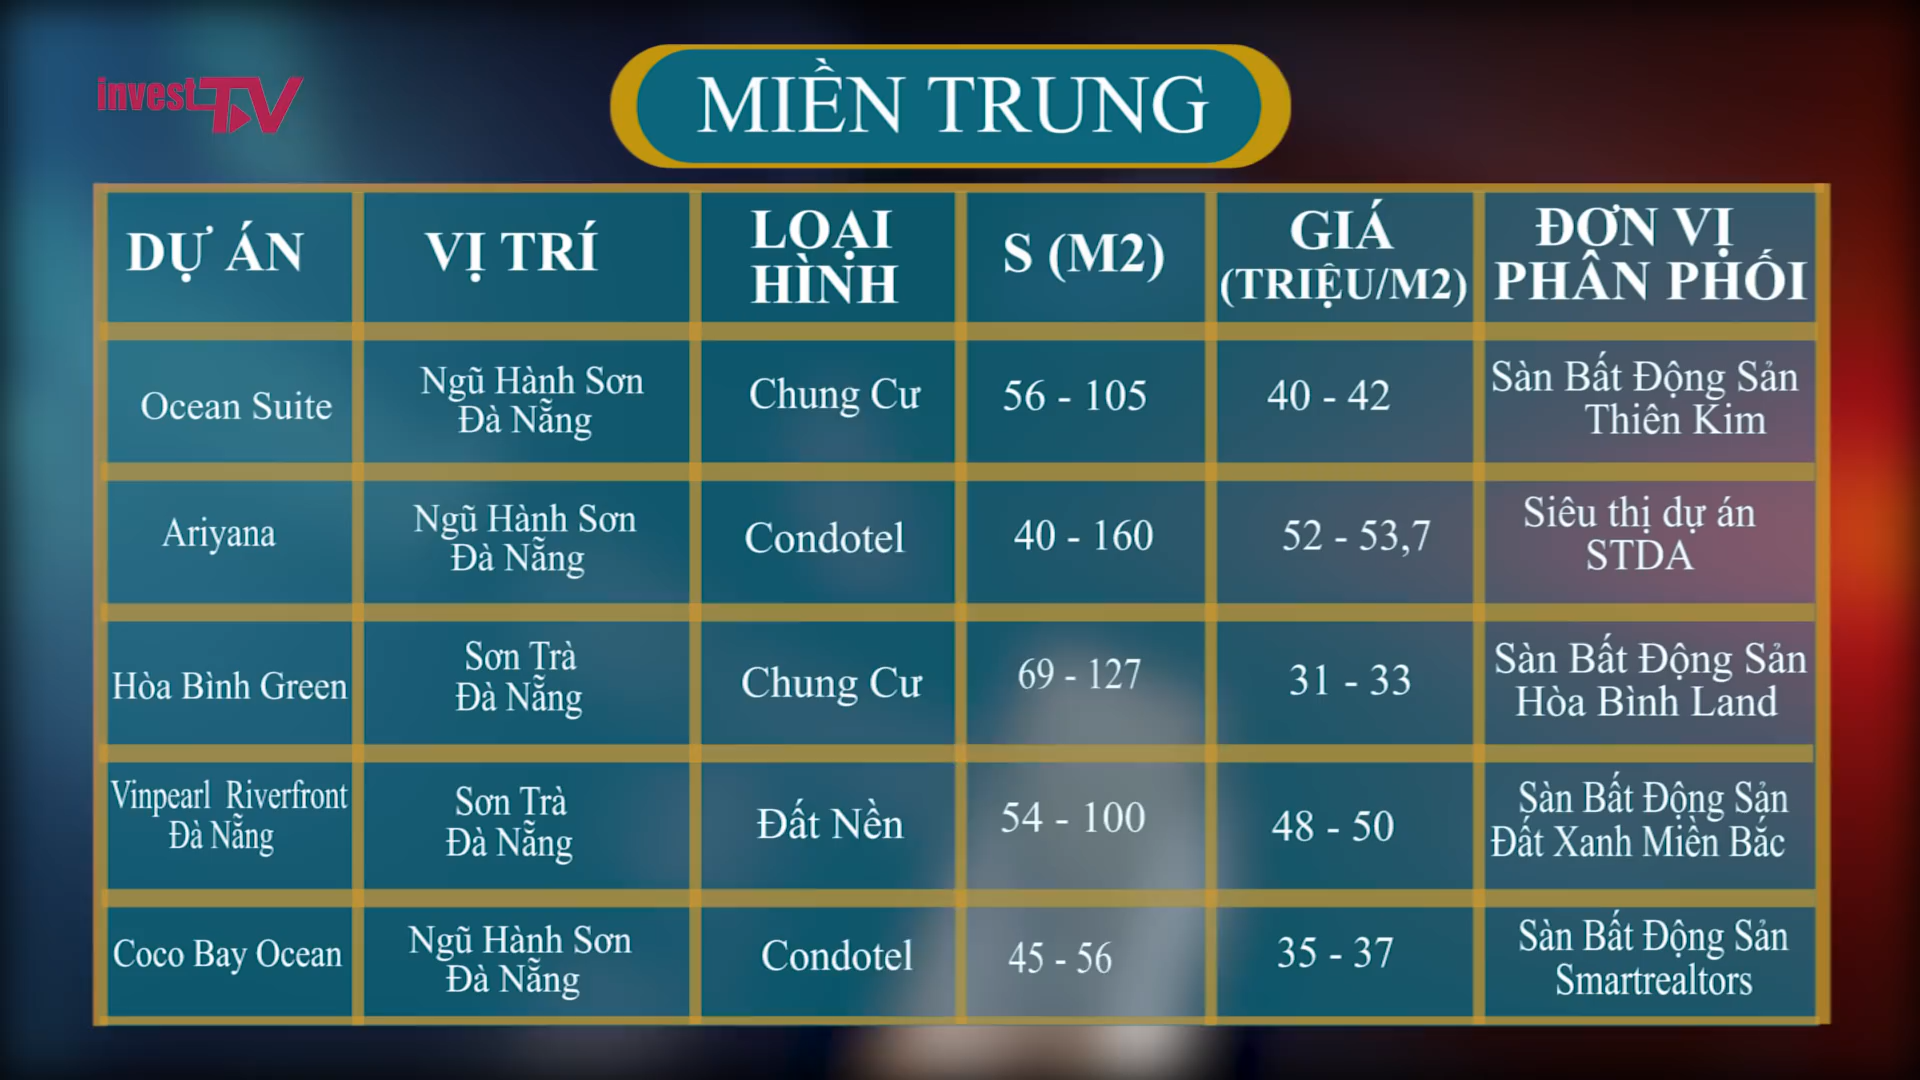 invest TV
MIỀN TRUNG
DỰ ÁN
VỊ TRÍ
LOẠI
HÌNH
S (M2)
GIÁ
(TRIỆU/M2)
ĐƠN VỊ
PHÂN PHỐI
Ocean Suite
Ngũ Hành Sơn
Đà Nẵng
Chung Cư
56 - 105
40 - 42
Sàn Bất Động Sản
Thiên Kim
Ariyana
Ngũ Hành Sơn
Đà Nẵng
Condotel
40 - 160
52 - 53,7
Siêu thị dự án
STDA
Hòa Bình Green
Sơn Trà
Đà Nẵng
Chung Cư
69 - 127
31 - 33
Sàn Bất Động Sản
Hòa Bình Land
Vinpearl Riverfront
Đà Nẵng
Sơn Trà
Đà Nẵng
Đất Nền
54 - 100
48 - 50
Sàn Bất Động Sản
Đất Xanh Miền Bắc
Coco Bay Ocean
Ngũ Hành Sơn
Đà Nẵng
Condotel
45 - 56
35 - 37
Sàn Bất Động Sản
Smartrealtors